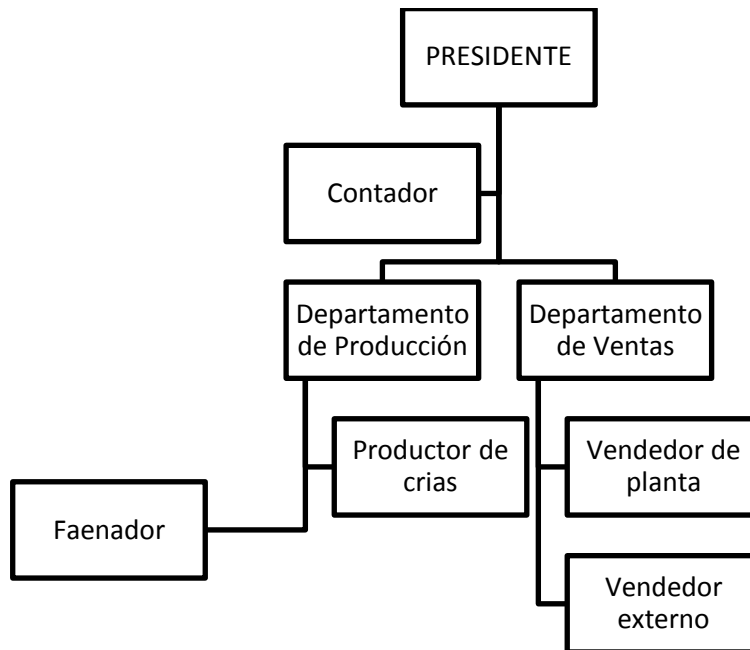 PRESIDENTE
Contador
Departamento
de Producción
Departamento
de Ventas
Productor de
crias
Vendedor de
planta
Faenador
Vendedor
externo